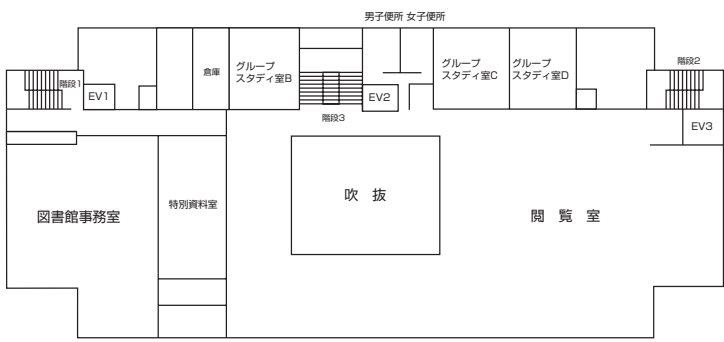 男子便所 女子便所
グループ
スタディ室B
グループ
スタディ室C
グループ
スタディ室D
倉庫
階段1
階段2
EV1
EV2
階段3
EV3
吹 抜
特別資料室
図書館事務室
閲 覧 室